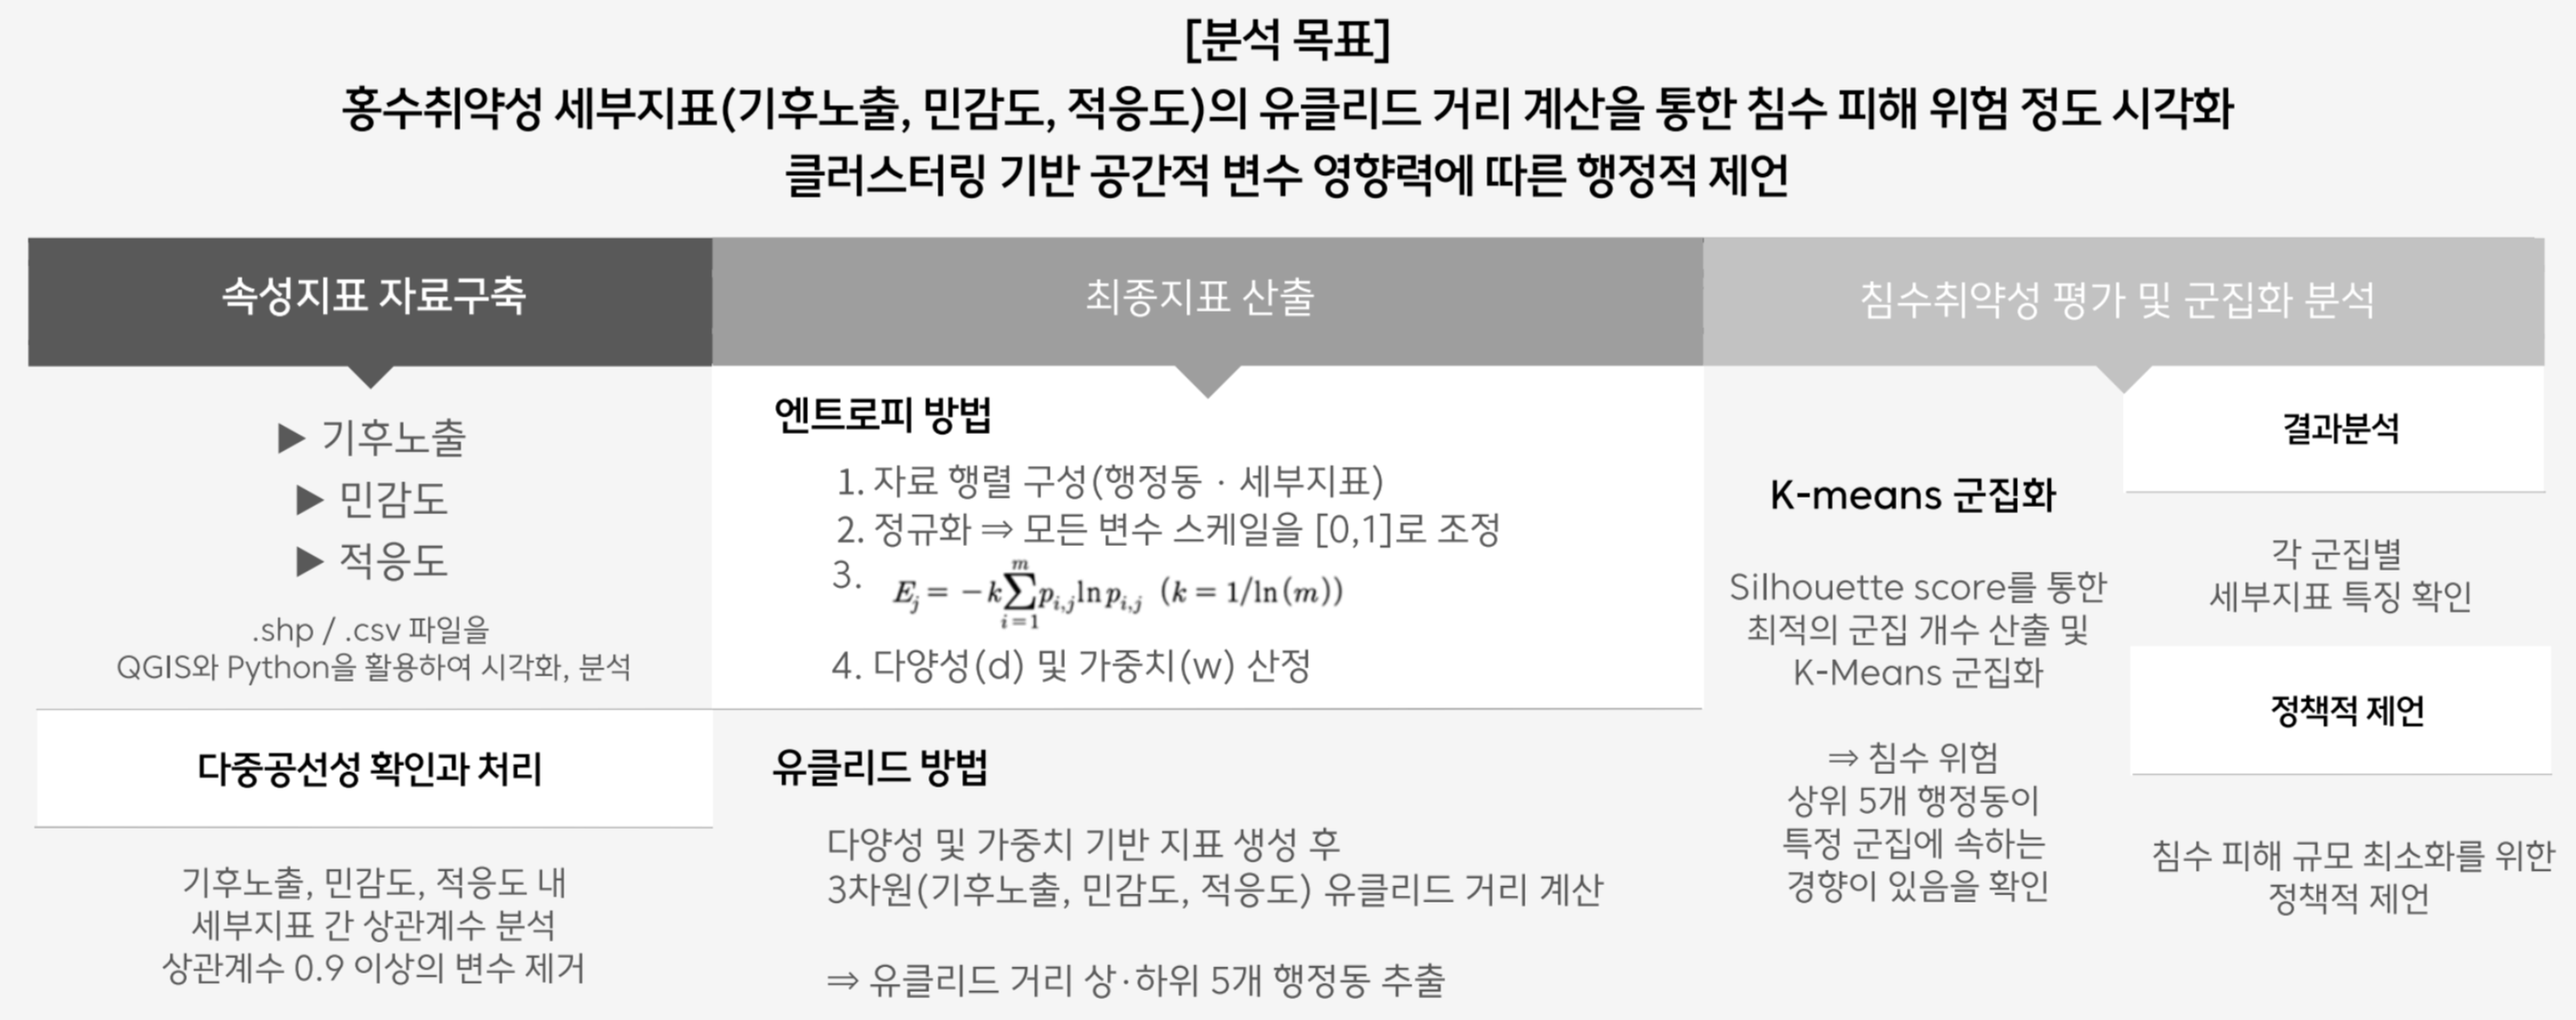 [분석 목표]
홍수취약성 세부지표(기후노출, 민감도, 적응도)의 유클리드 거리 계산을 통한 침수 피해 위험 정도 시각화
클러스터링 기반 공간적 변수 영향력에 따른 행정적 제언
속성지표 자료구축
▶ 기후노출
▶ 민감도
▶ 적응도
.shp / .csv 파일을
QGIS와 Python을 활용하여 시각화, 분석
다중공선성 확인과 처리
기후노출, 민감도, 적응도 내
세부지표 간 상관계수 분석
상관계수 0.9 이상의 변수 제거
최종지표 산출
엔트로피 방법
1. 자료 행렬 구성(행정동 · 세부지표)
2. 정규화 ⇒ 모든 변수 스케일을 [0,1]로 조정
3. E_j = −k∑_{i=1}^{m} p_{i,j} ln p_{i,j} (k = 1/ln(m))
4. 다양성(d) 및 가중치(w) 산정
유클리드 방법
다양성 및 가중치 기반 지표 생성 후
3차원(기후노출, 민감도, 적응도) 유클리드 거리 계산
⇒ 유클리드 거리 상·하위 5개 행정동 추출
침수취약성 평가 및 군집화 분석
K-means 군집화
Silhouette score를 통한
최적의 군집 개수 산출 및
K-Means 군집화
⇒ 침수 위험
상위 5개 행정동이
특정 군집에 속하는
경향이 있음을 확인
결과분석
각 군집별
세부지표 특징 확인
정책적 제언
침수 피해 규모 최소화를 위한
정책적 제언